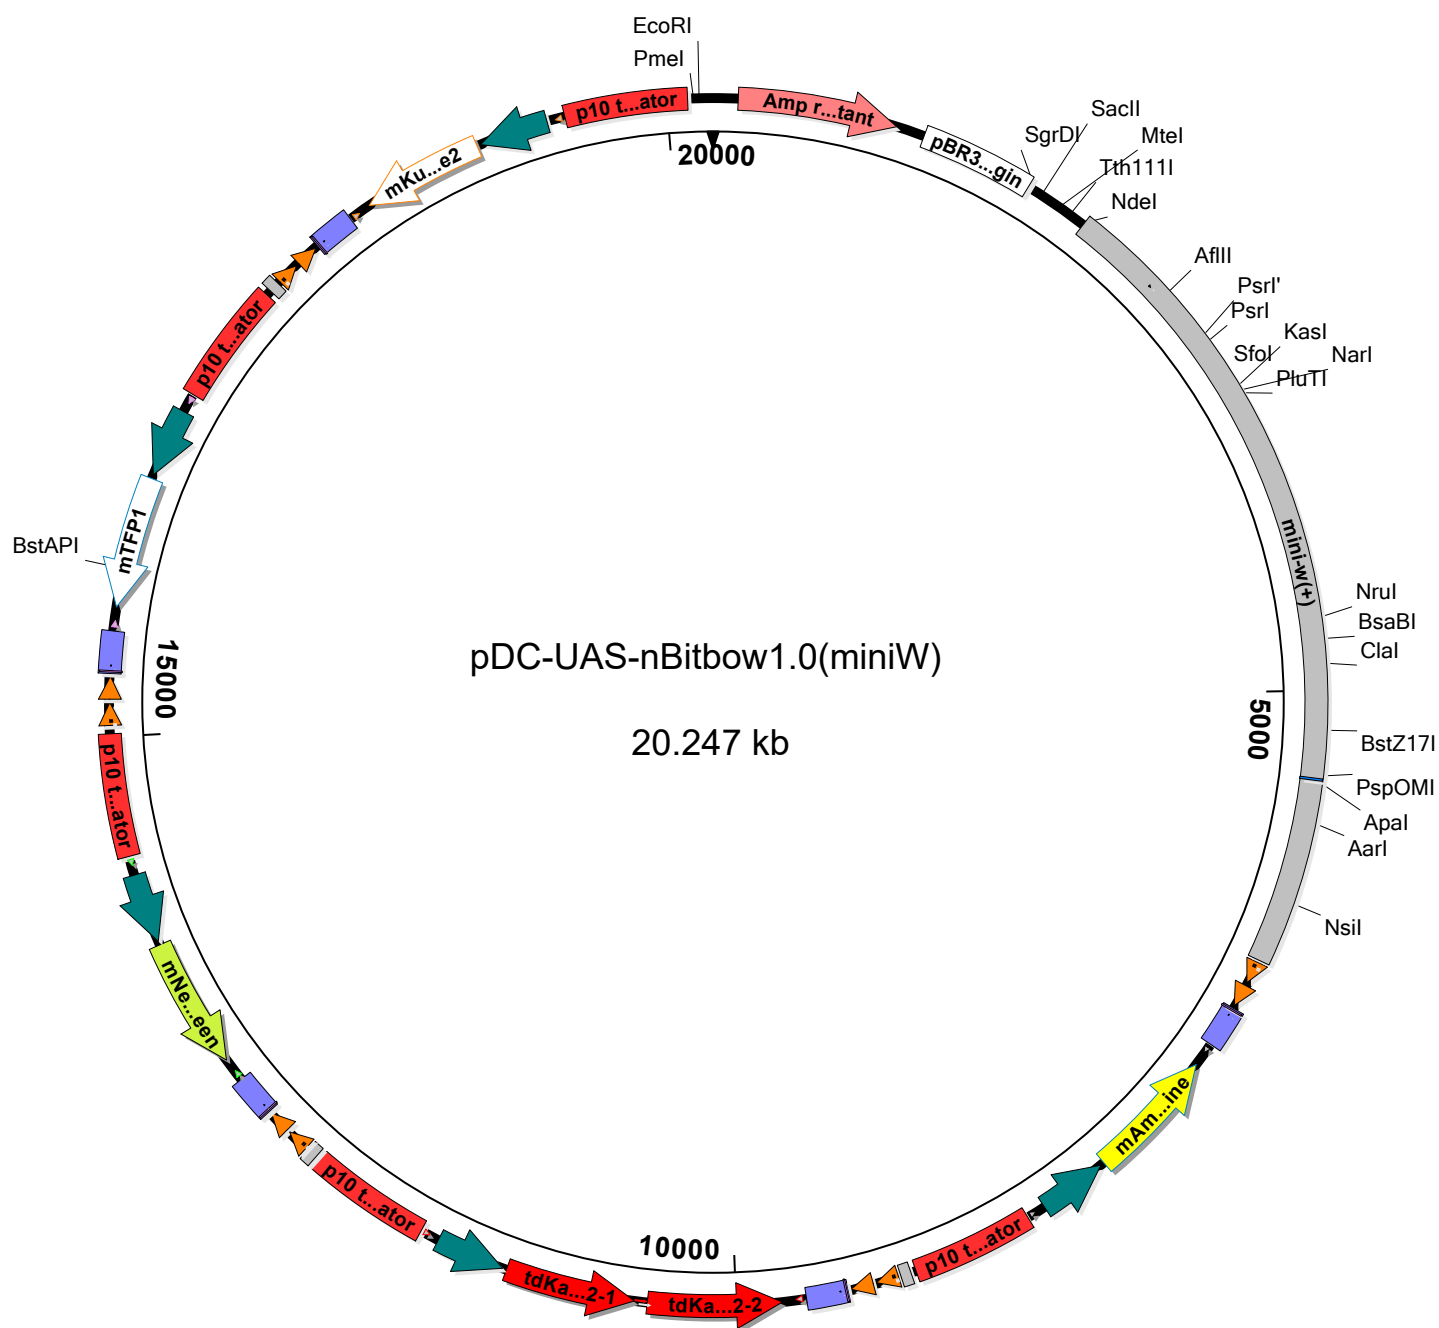 EcoRI
PmeI
p10 t...ator
Amp r...tant
pBR3...gin
SgrDI
SacII
MteI
Tth111I
NdeI
20000
mKu...e2
AflII
PsrI'
PsrI
KasI
SfoI
NarI
PluTI
p10 t...ator
mini-w(+)
mTFP1
BstAPI
NruI
BsaBI
ClaI
15000
pDC-UAS-nBitbow1.0(miniW)
5000
20.247 kb
BstZ17I
PspOMI
ApaI
AarI
p10 t...ator
NsiI
mNe...een
mAm...ine
p10 t...ator
p10 t...ator
10000
tdKa...2-1
tdKa...2-2